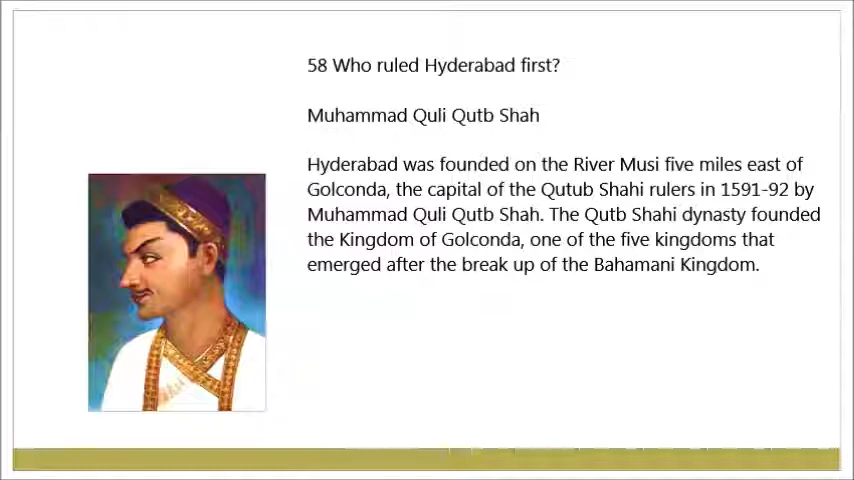 58 Who ruled Hyderabad first?
Muhammad Quli Qutb Shah
Hyderabad was founded on the River Musi five miles east of
Golconda, the capital of the Qutub Shahi rulers in 1591-92 by
Muhammad Quli Qutb Shah. The Qutb Shahi dynasty founded
the Kingdom of Golconda, one of the five kingdoms that
emerged after the break up of the Bahamani Kingdom.